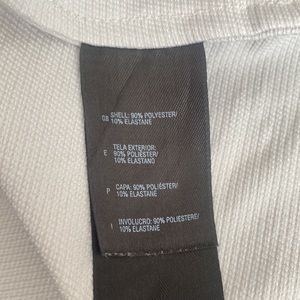 GB SHELL: 90% POLYESTER/
10% ELASTANE
TELA EXTERIOR:
E 90% POLIÉSTER/
10% ELASTANO
P CAPA: 90% POLIÉSTER/
10% ELASTANE
I INVOLUCRO: 90% POLIESTERE/
10% ELASTANE